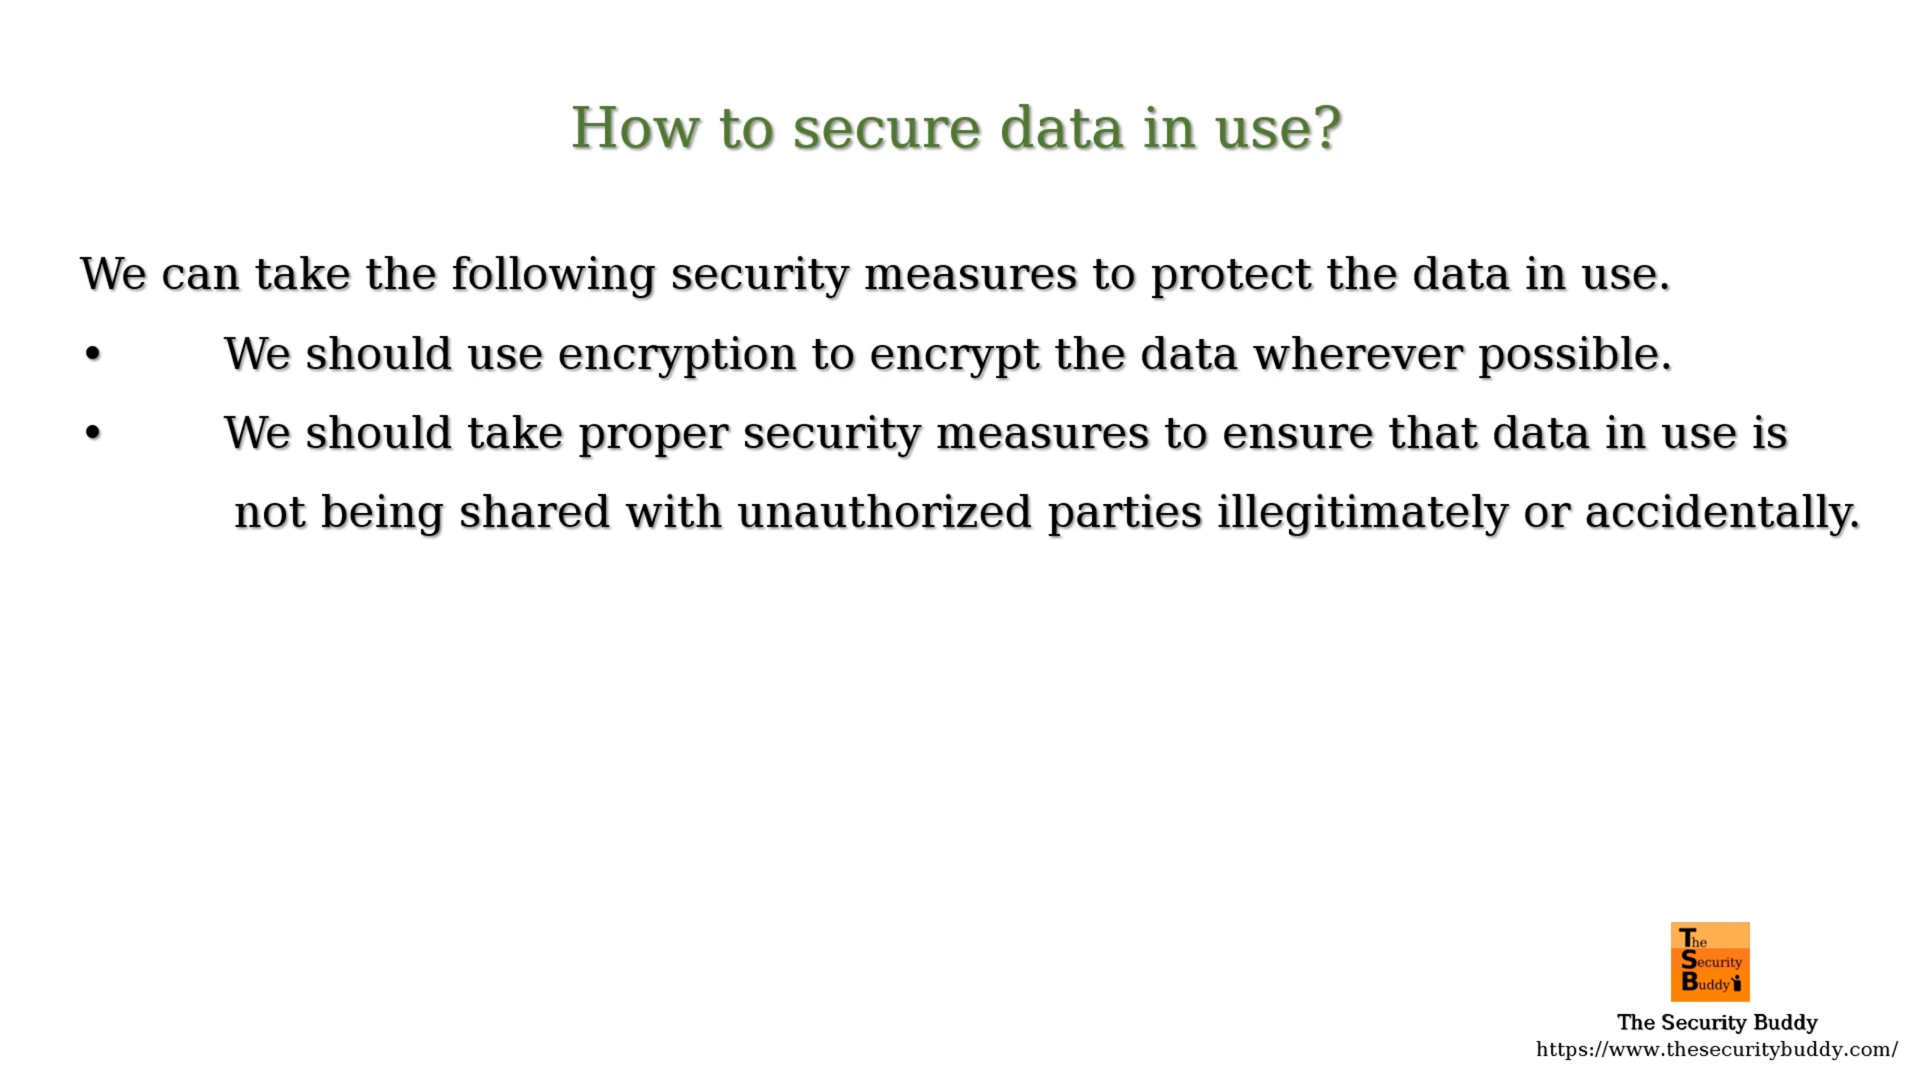 How to secure data in use?
We can take the following security measures to protect the data in use.
• We should use encryption to encrypt the data wherever possible.
• We should take proper security measures to ensure that data in use is
not being shared with unauthorized parties illegitimately or accidentally.
The
Security
Buddy
The Security Buddy
https://www.thesecuritybuddy.com/